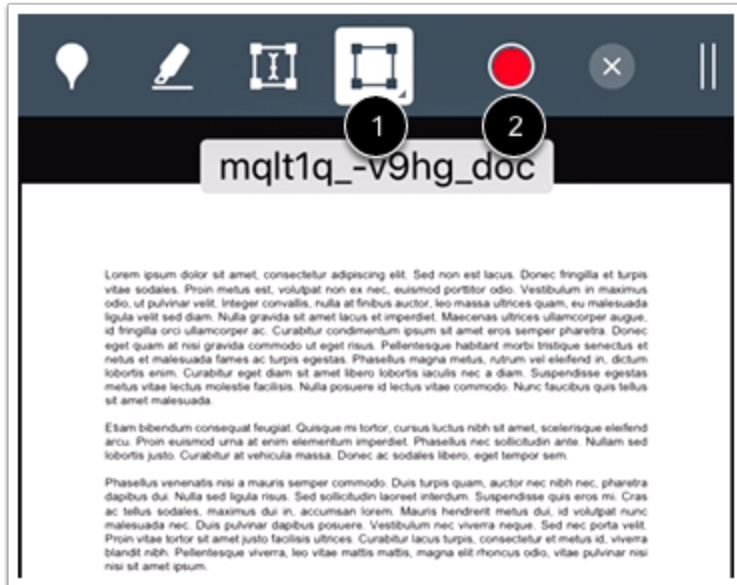 1
2
mqlt1q_-v9hg_doc
Lorem ipsum dolor sit amet, consectetur adipiscing elit. Sed non est lacus. Donec fringilla et turpis
vitae sodales. Proin metus est, volutpat non ex nec, euismod porttitor odio. Vestibulum in maximus
odio, ut pulvinar velit. Integer convallis, nulla at finibus auctor, leo massa ultrices quam, eu malesuada
ligula velit sed diam. Nulla gravida sit amet lacus et imperdiet. Maecenas ultrices ullamcorper augue,
id fringilla orci ullamcorper ac. Curabitur condimentum ipsum sit amet eros semper pharetra. Donec
eget quam at nisi gravida commodo ut eget risus. Pellentesque habitant morbi tristique senectus et
netus et malesuada fames ac turpis egestas. Phasellus magna metus, rutrum vel eleifend in, dictum
lobortis enim. Curabitur eget diam sit amet libero lobortis iaculis nec a diam. Suspendisse egestas
metus vitae lectus molestie facilisis. Nulla posuere id lectus vitae commodo. Nunc faucibus quis tellus
sit amet malesuada.
Etiam bibendum consequat feugiat. Quisque mi tortor, cursus luctus nibh sit amet, scelerisque eleifend
arcu. Proin euismod urna at enim elementum imperdiet. Phasellus nec sollicitudin ante. Nullam sed
lobortis justo. Curabitur at vehicula massa. Donec ac sodales libero, eget tempor sem.
Phasellus venenatis nisi a mauris semper commodo. Duis turpis quam, auctor nec nibh nec, pharetra
dapibus dui. Nulla sed ligula risus. Sed sollicitudin laoreet interdum. Suspendisse quis eros mi. Cras
ac tellus sodales, maximus dui in, accumsan lorem. Mauris hendrerit metus dui, id volutpat nunc
malesuada nec. Duis pulvinar dapibus posuere. Vestibulum nec viverra neque. Sed nec porta velit.
Proin vitae tortor sit amet justo facilisis ultrices. Curabitur lacus turpis, consectetur et metus id, viverra
blandit nibh. Pellentesque viverra, leo vitae mattis mattis, magna elit rhoncus odio, vitae pulvinar nisi
nisi sit amet ipsum.